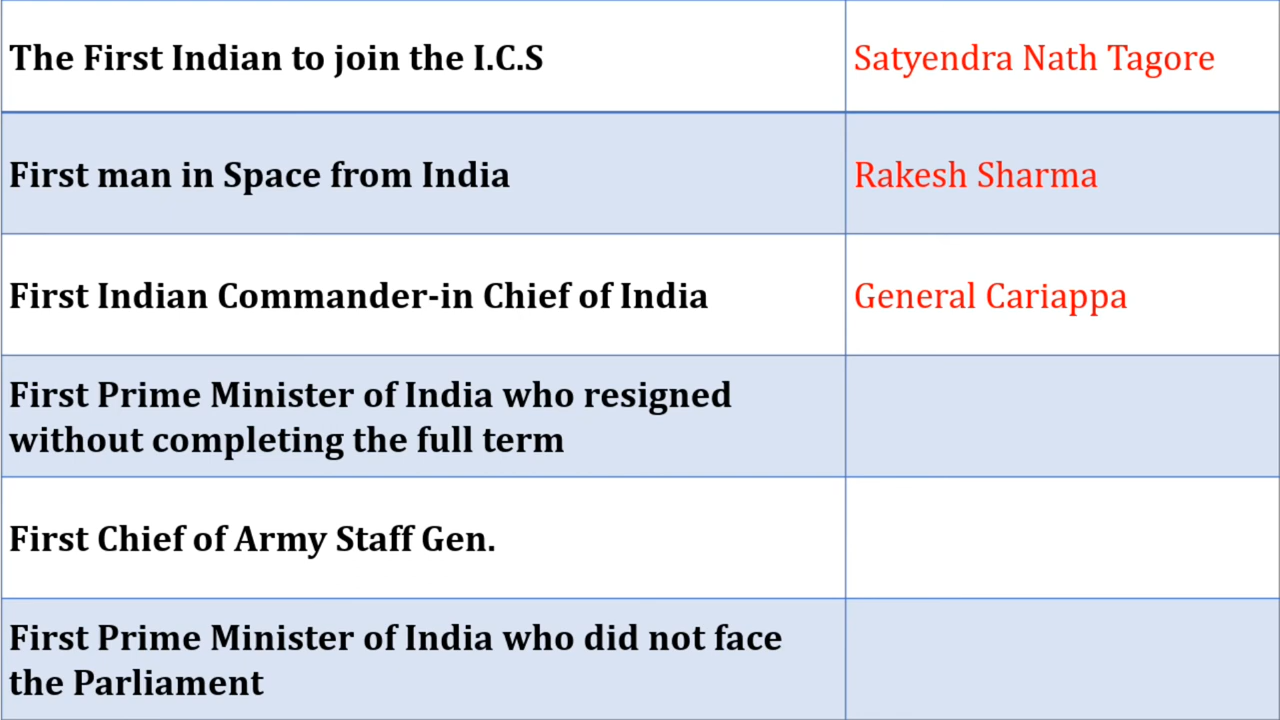 The First Indian to join the I.C.S
Satyendra Nath Tagore
First man in Space from India
Rakesh Sharma
First Indian Commander-in Chief of India
General Cariappa
First Prime Minister of India who resigned
without completing the full term
First Chief of Army Staff Gen.
First Prime Minister of India who did not face
the Parliament